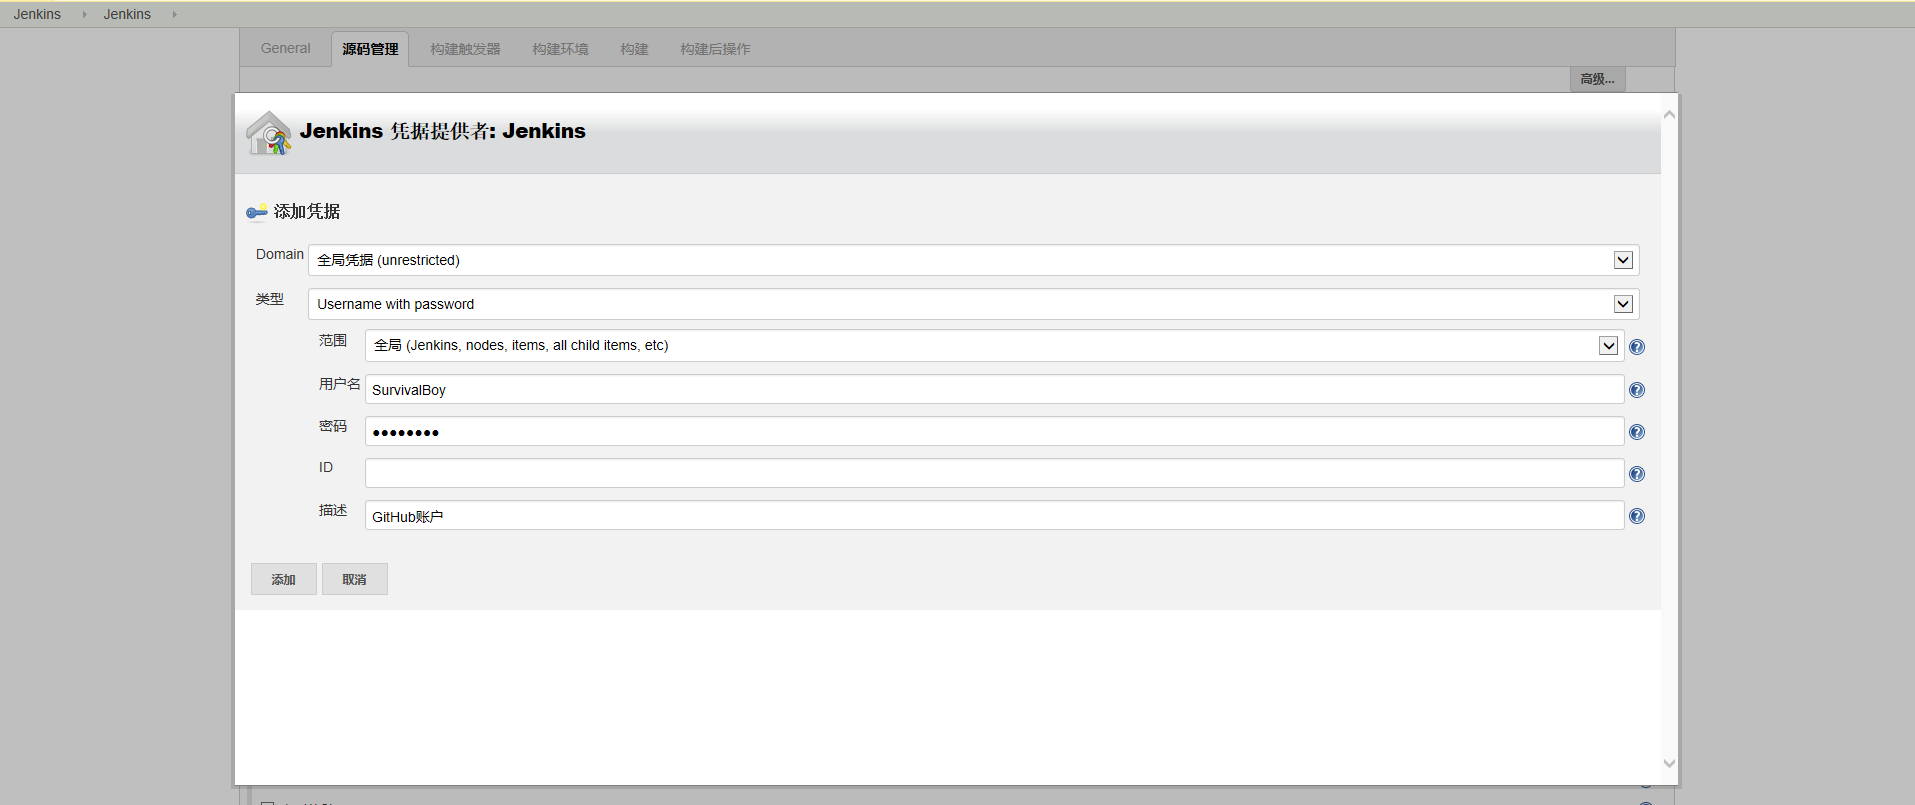 Jenkins Jenkins
General 源码管理 构建触发器 构建环境 构建 构建后操作
高级...
Jenkins 凭据提供者: Jenkins
添加凭据
Domain 全局凭据 (unrestricted)
类型 Username with password
范围 全局 (Jenkins, nodes, items, all child items, etc)
用户名 SurvivalBoy
密码 ••••••••
ID
描述 GitHub账户
添加 取消